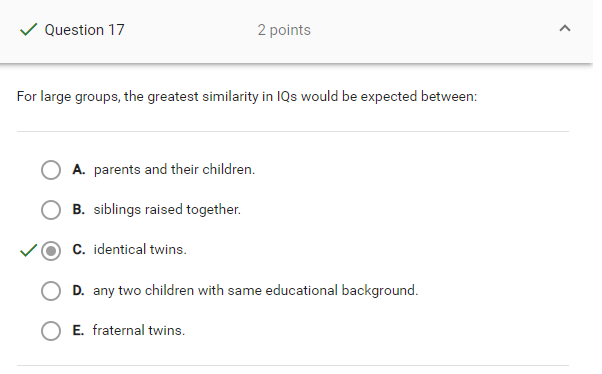 Question 17 2 points
For large groups, the greatest similarity in IQs would be expected between:
A. parents and their children.
B. siblings raised together.
C. identical twins.
D. any two children with same educational background.
E. fraternal twins.